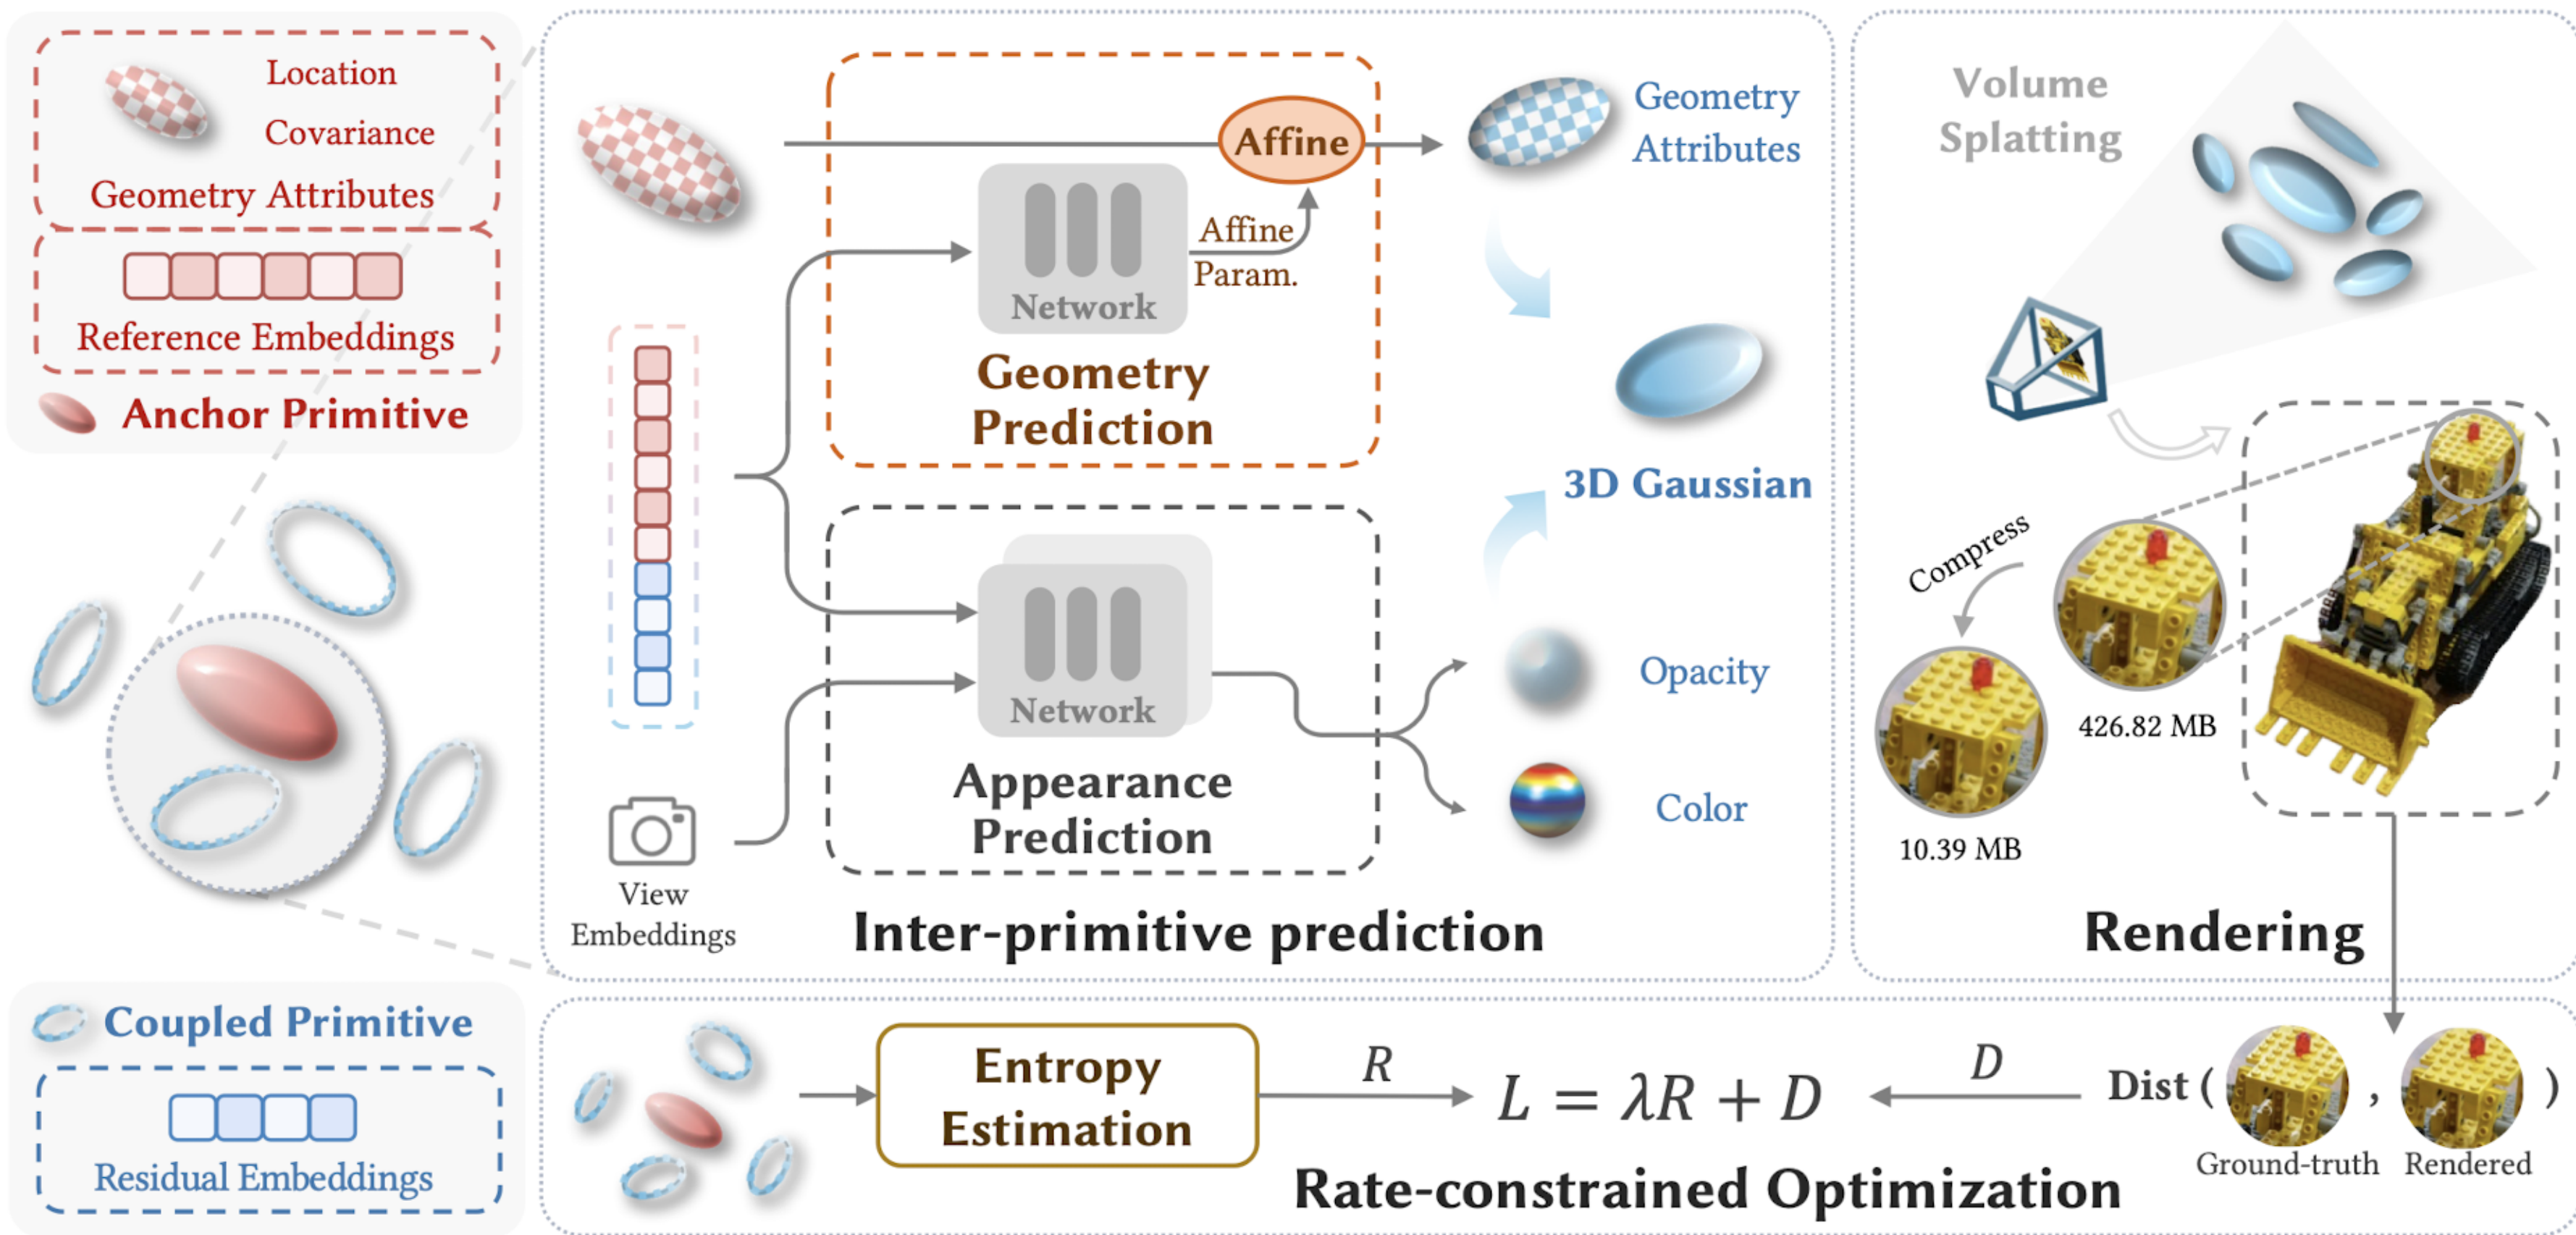 Location
Covariance
Geometry Attributes
Reference Embeddings
Anchor Primitive
Coupled Primitive
Residual Embeddings
Affine
Affine
Param.
Network
Geometry
Prediction
Network
Appearance
Prediction
View
Embeddings
Geometry
Attributes
3D Gaussian
Opacity
Color
Inter-primitive prediction
Volume
Splatting
Compress
426.82 MB
10.39 MB
Rendering
Entropy
Estimation
R
L = λR + D
D
Dist ( , )
Ground-truth Rendered
Rate-constrained Optimization